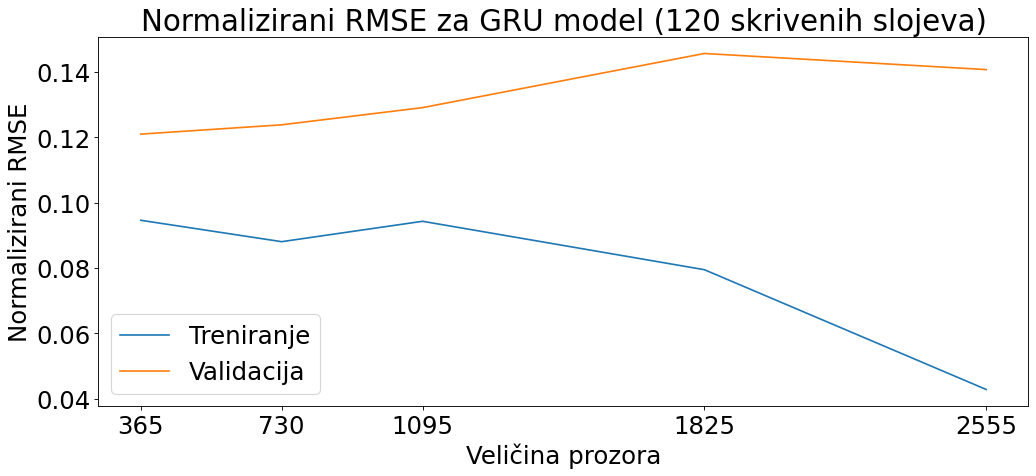 Normalizirani RMSE za GRU model (120 skrivenih slojeva)
Normalizirani RMSE
0.14
0.12
0.10
0.08
0.06
0.04
Treniranje
Validacija
365 730 1095 1825 2555
Veličina prozora